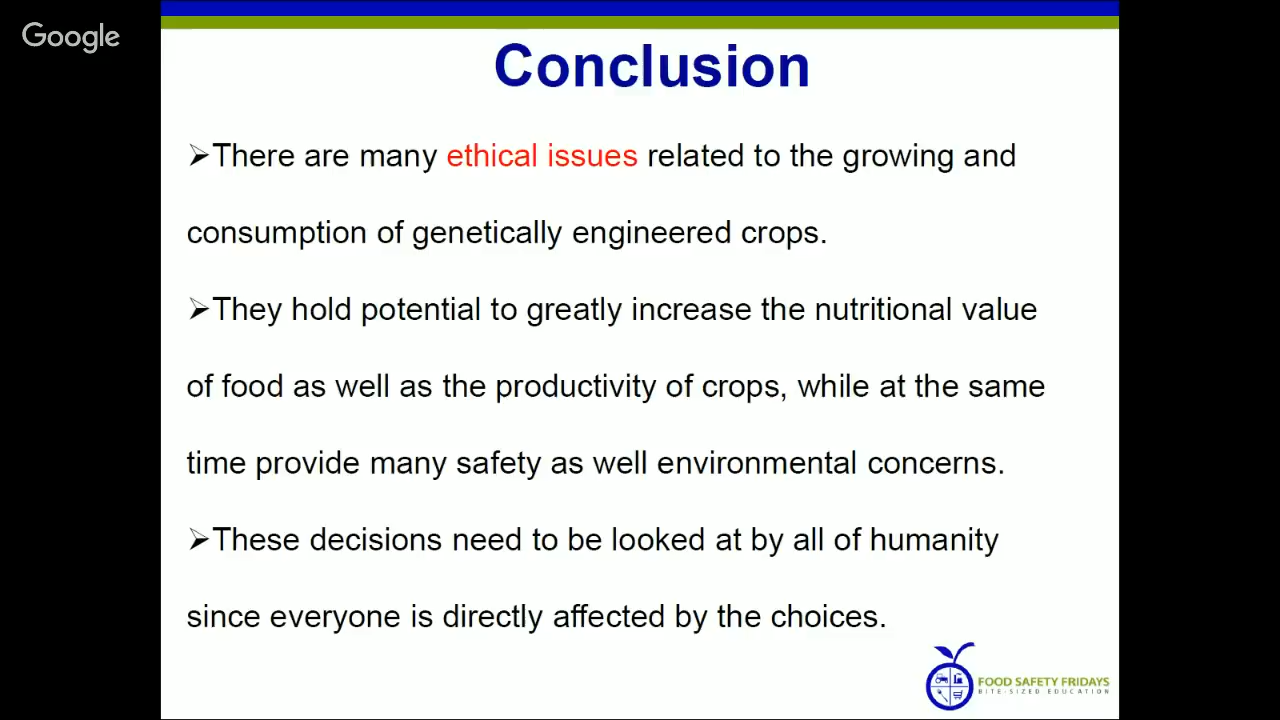 Google
Conclusion
➢There are many ethical issues related to the growing and
consumption of genetically engineered crops.
➢They hold potential to greatly increase the nutritional value
of food as well as the productivity of crops, while at the same
time provide many safety as well environmental concerns.
➢These decisions need to be looked at by all of humanity
since everyone is directly affected by the choices.
FOOD SAFETY FRIDAYS
BITE-SIZED EDUCATION